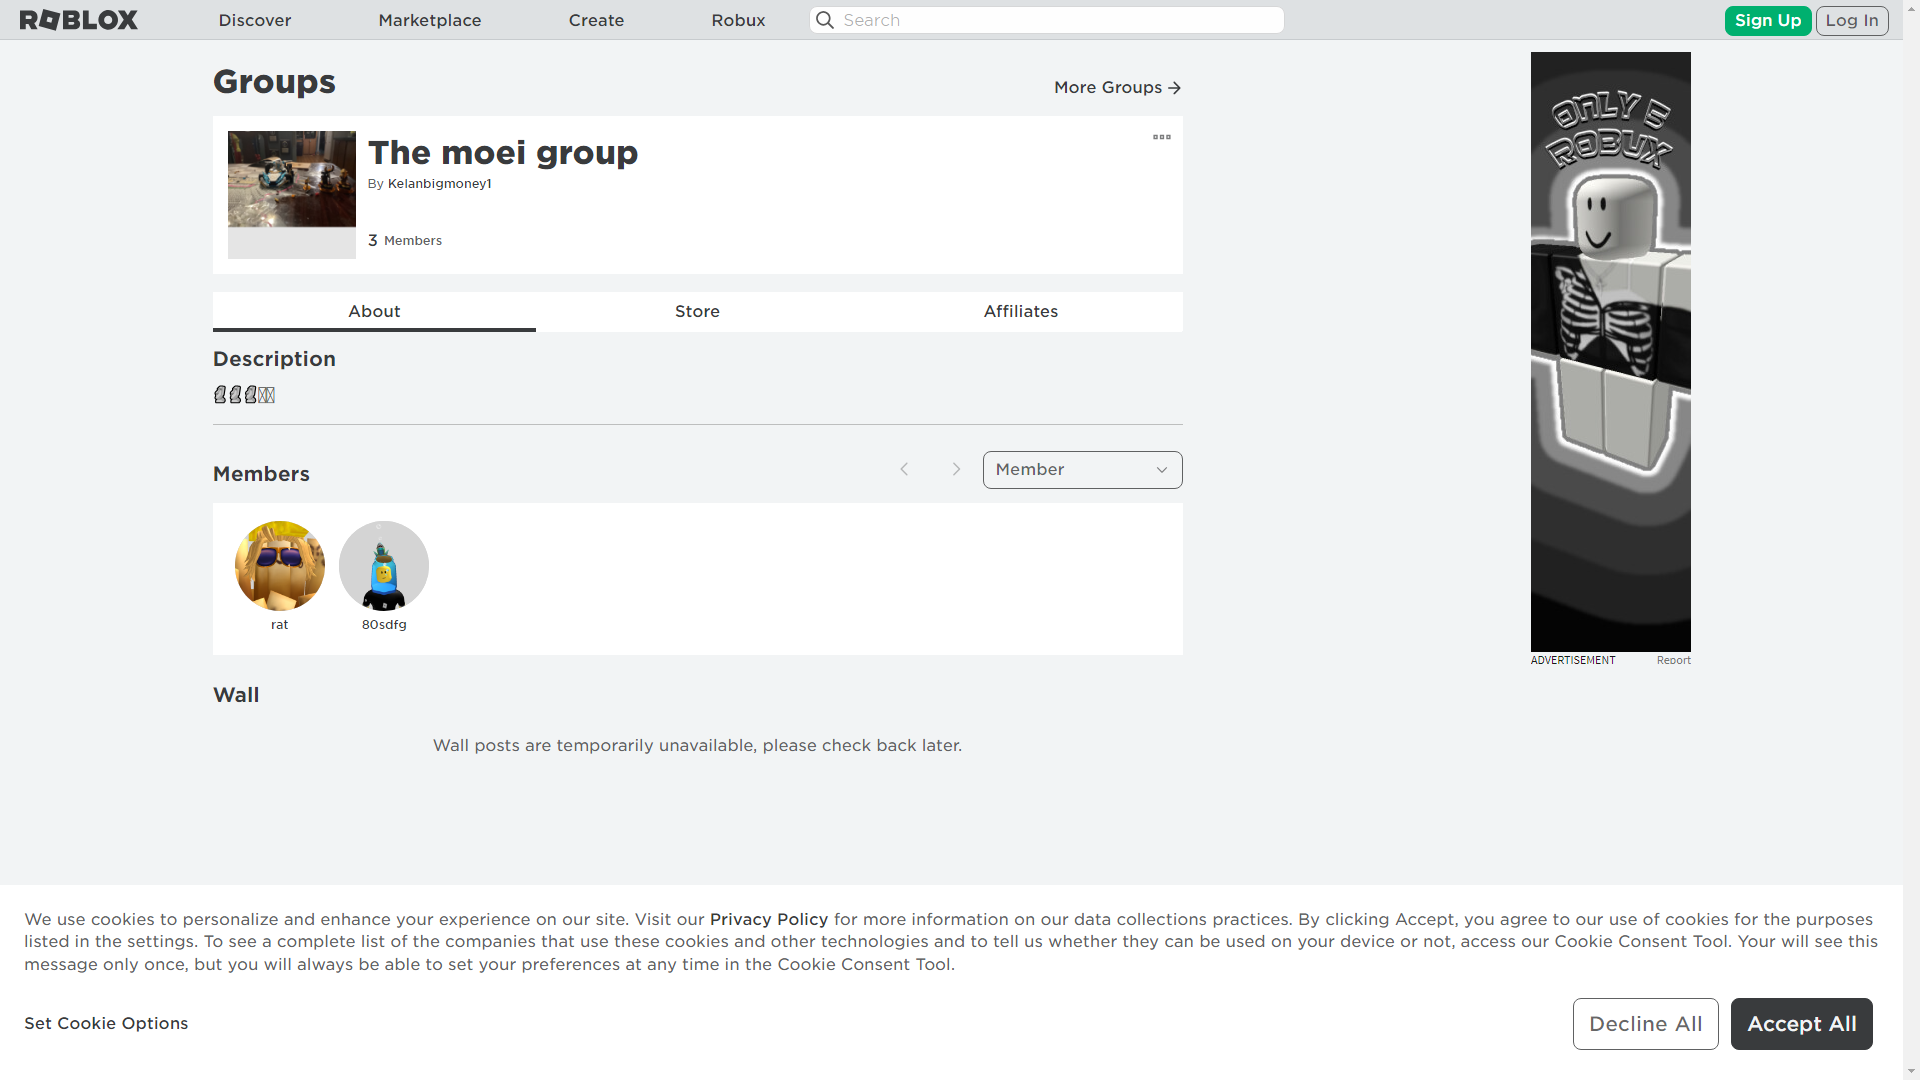 ROBLOX
Discover
Marketplace
Create
Robux
Search
Sign Up
Log In
Groups
More Groups
The moei group
By Kelanbigmoney1
3 Members
About
Store
Affiliates
Description
🗿🗿🗿
Members
Member
rat
80sdfg
Wall
Wall posts are temporarily unavailable, please check back later.
ONLY 5
ROBUX
ADVERTISEMENT
Report
We use cookies to personalize and enhance your experience on our site. Visit our Privacy Policy for more information on our data collections practices. By clicking Accept, you agree to our use of cookies for the purposes
listed in the settings. To see a complete list of the companies that use these cookies and other technologies and to tell us whether they can be used on your device or not, access our Cookie Consent Tool. Your will see this
message only once, but you will always be able to set your preferences at any time in the Cookie Consent Tool.
Set Cookie Options
Decline All
Accept All